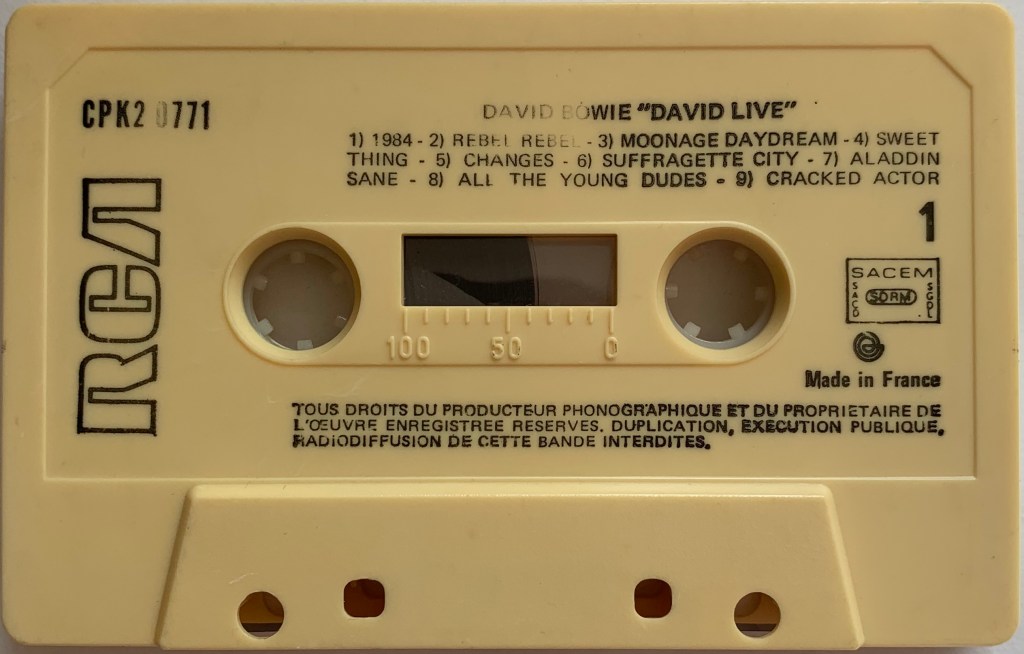 CPK2 0771
DAVID BOWIE "DAVID LIVE"
1) 1984 - 2) REBEL REBEL - 3) MOONAGE DAYDREAM - 4) SWEET
THING - 5) CHANGES - 6) SUFFRAGETTE CITY - 7) ALADDIN
SANE - 8) ALL THE YOUNG DUDES - 9) CRACKED ACTOR
1
RCA
SACEM
SACD
SDRM
SGDL
100 50 0
Made in France
TOUS DROITS DU PRODUCTEUR PHONOGRAPHIQUE ET DU PROPRIETAIRE DE
L'ŒUVRE ENREGISTREE RESERVES. DUPLICATION, EXECUTION PUBLIQUE,
RADIODIFFUSION DE CETTE BANDE INTERDITES.